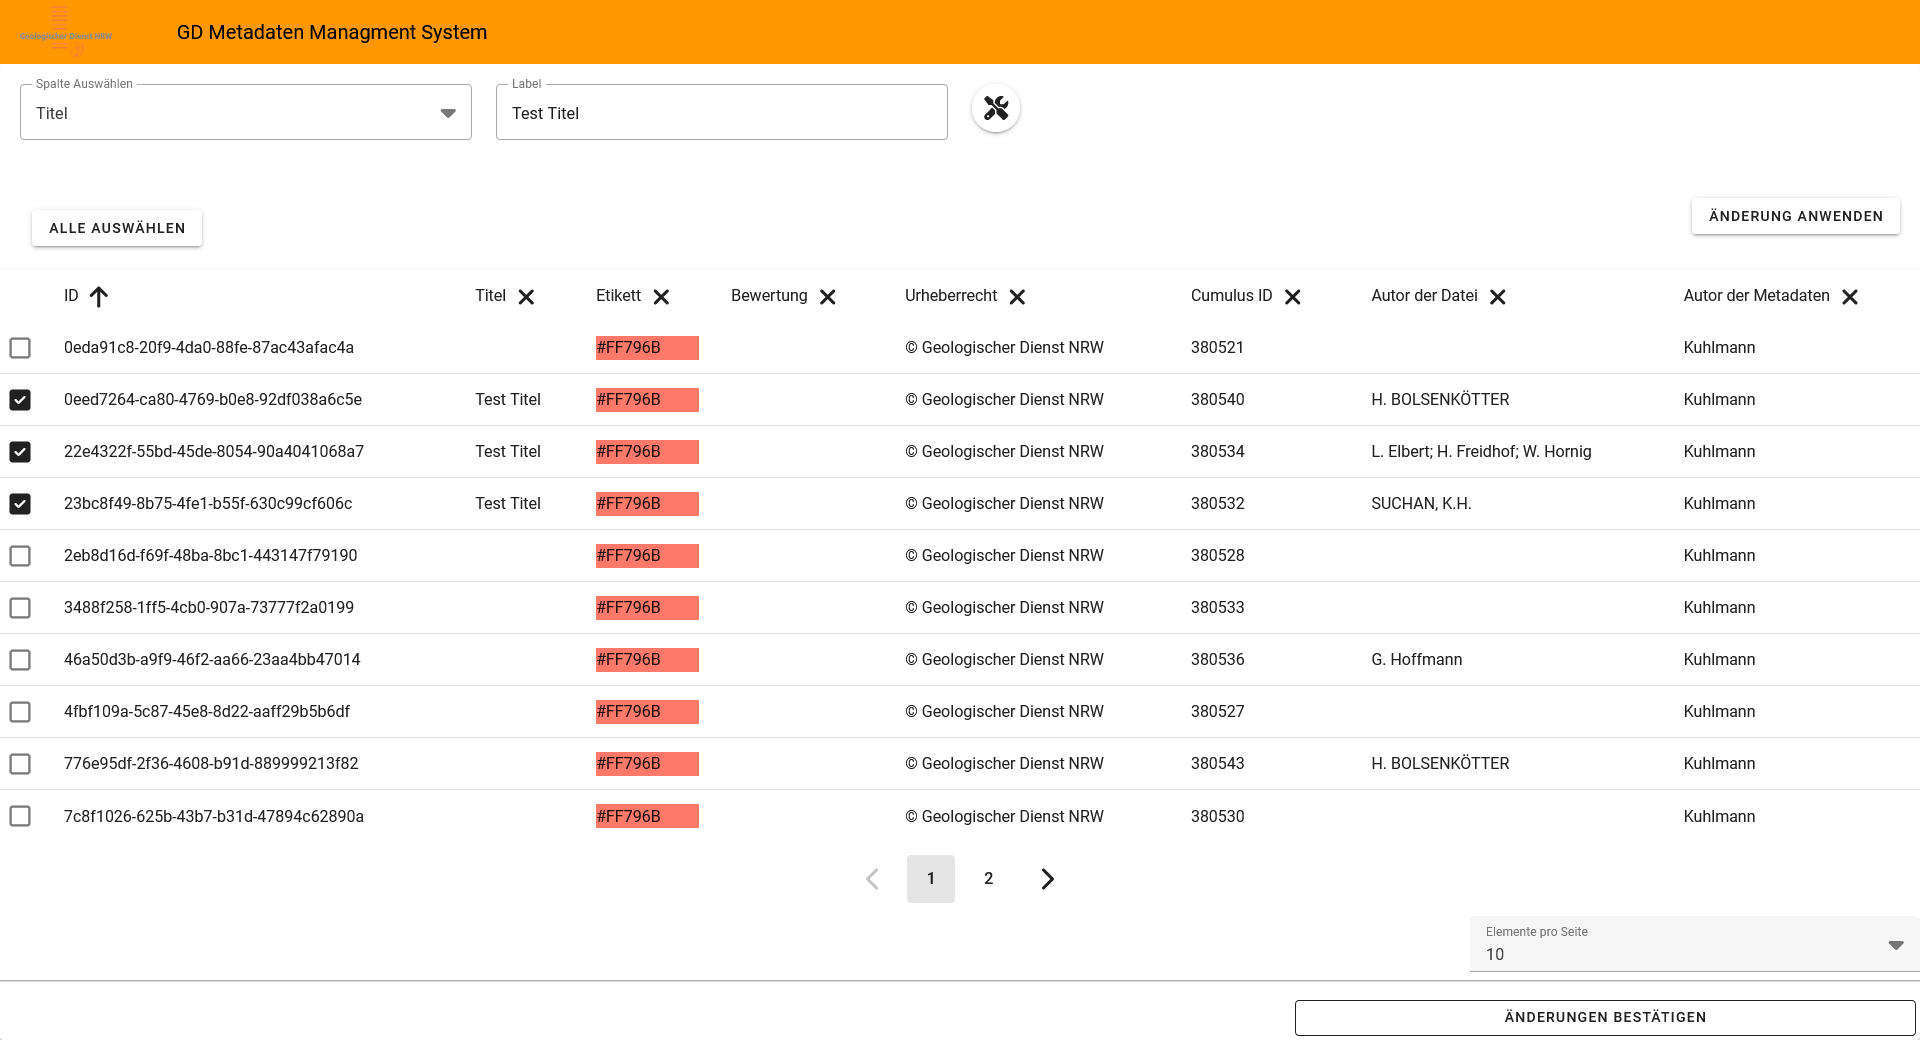 Geologischer Dienst NRW
GD Metadaten Managment System
Spalte Auswählen
Titel
Label
Test Titel
ALLE AUSWÄHLEN
ÄNDERUNG ANWENDEN
ID Titel Etikett Bewertung Urheberrecht Cumulus ID Autor der Datei Autor der Metadaten
0eda91c8-20f9-4da0-88fe-87ac43afac4a #FF796B © Geologischer Dienst NRW 380521 Kuhlmann
0eed7264-ca80-4769-b0e8-92df038a6c5e Test Titel #FF796B © Geologischer Dienst NRW 380540 H. BOLSENKÖTTER Kuhlmann
22e4322f-55bd-45de-8054-90a4041068a7 Test Titel #FF796B © Geologischer Dienst NRW 380534 L. Elbert; H. Freidhof; W. Hornig Kuhlmann
23bc8f49-8b75-4fe1-b55f-630c99cf606c Test Titel #FF796B © Geologischer Dienst NRW 380532 SUCHAN, K.H. Kuhlmann
2eb8d16d-f69f-48ba-8bc1-443147f79190 #FF796B © Geologischer Dienst NRW 380528 Kuhlmann
3488f258-1ff5-4cb0-907a-73777f2a0199 #FF796B © Geologischer Dienst NRW 380533 Kuhlmann
46a50d3b-a9f9-46f2-aa66-23aa4bb47014 #FF796B © Geologischer Dienst NRW 380536 G. Hoffmann Kuhlmann
4fbf109a-5c87-45e8-8d22-aaff29b5b6df #FF796B © Geologischer Dienst NRW 380527 Kuhlmann
776e95df-2f36-4608-b91d-889999213f82 #FF796B © Geologischer Dienst NRW 380543 H. BOLSENKÖTTER Kuhlmann
7c8f1026-625b-43b7-b31d-47894c62890a #FF796B © Geologischer Dienst NRW 380530 Kuhlmann
1 2
Elemente pro Seite
10
ÄNDERUNGEN BESTÄTIGEN